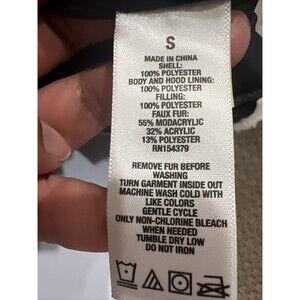 S
MADE IN CHINA
SHELL:
100% POLYESTER
BODY AND HOOD LINING:
100% POLYESTER
FILLING:
100% POLYESTER
FAUX FUR:
55% MODACRYLIC
32% ACRYLIC
13% POLYESTER
RN154379
REMOVE FUR BEFORE
WASHING
TURN GARMENT INSIDE OUT
MACHINE WASH COLD WITH
LIKE COLORS
GENTLE CYCLE
ONLY NON-CHLORINE BLEACH
WHEN NEEDED
TUMBLE DRY LOW
DO NOT IRON